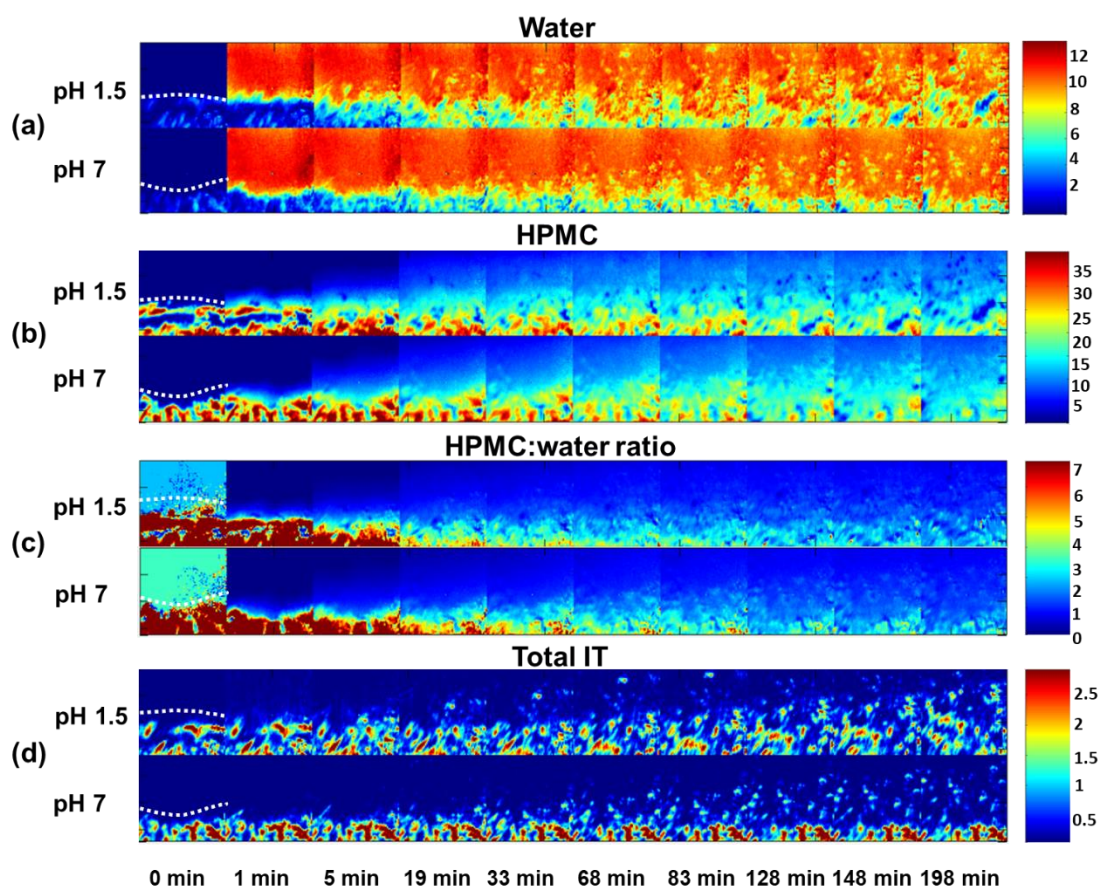 Water
(a)
pH 1.5
pH 7
12
10
8
6
4
2
HPMC
(b)
pH 1.5
pH 7
35
30
25
20
15
10
5
HPMC:water ratio
(c)
pH 1.5
pH 7
7
6
5
4
3
2
1
0
Total IT
(d)
pH 1.5
pH 7
2.5
2
1.5
1
0.5
0 min 1 min 5 min 19 min 33 min 68 min 83 min 128 min 148 min 198 min